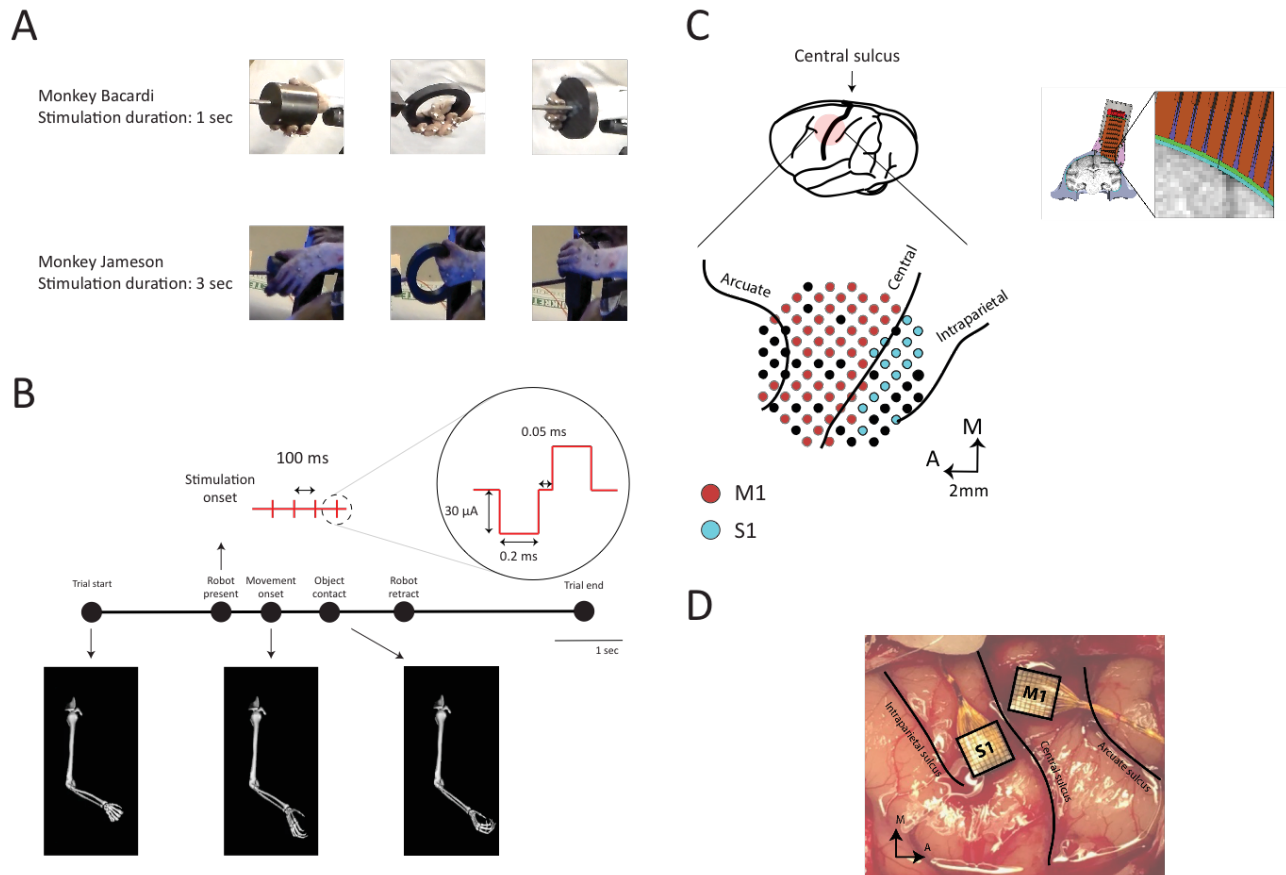 A
Monkey Bacardi
Stimulation duration: 1 sec
Monkey Jameson
Stimulation duration: 3 sec
B
100 ms
Stimulation
onset
0.05 ms
30 µA
0.2 ms
Trial start
Robot
present
Movement
onset
Object
contact
Robot
retract
Trial end
1 sec
C
Central sulcus
Arcuate
Central
Intraparietal
M
A
2mm
M1
S1
D
M1
S1
Intraparietal sulcus
Central sulcus
Arcuate sulcus
M
A